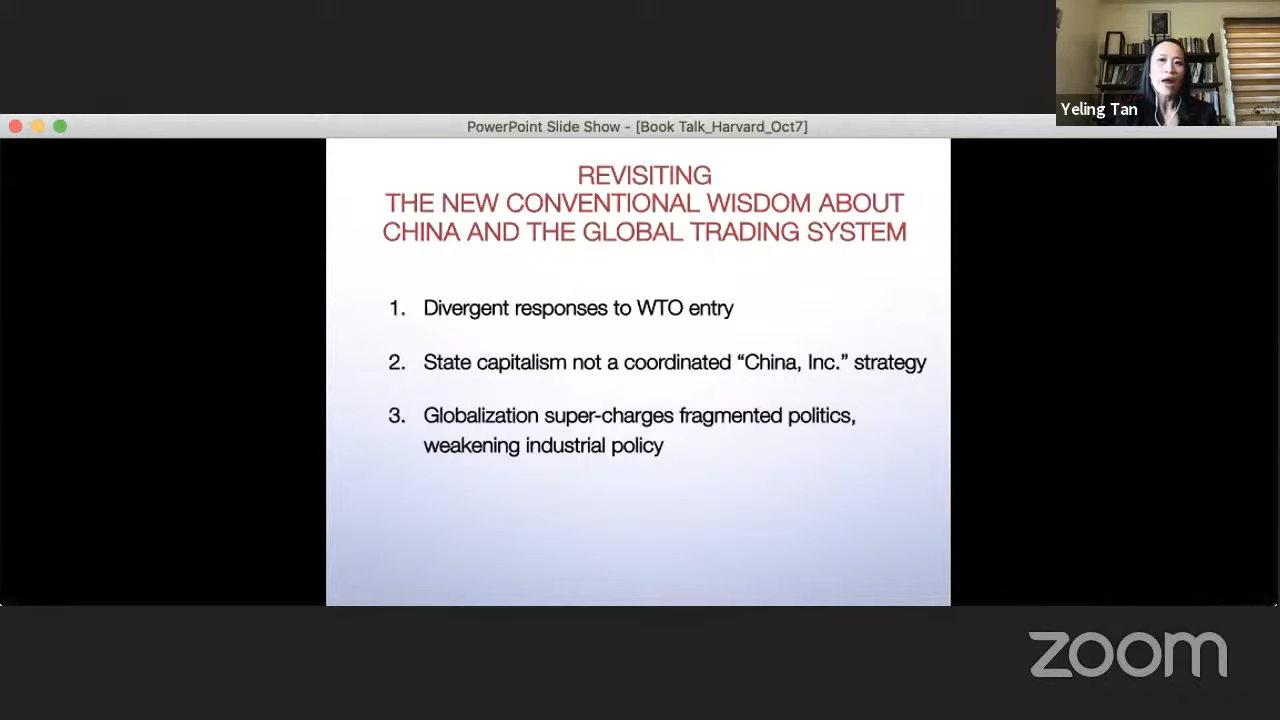 Yeling Tan
PowerPoint Slide Show - [Book Talk_Harvard_Oct7]
REVISITING
THE NEW CONVENTIONAL WISDOM ABOUT
CHINA AND THE GLOBAL TRADING SYSTEM
1. Divergent responses to WTO entry
2. State capitalism not a coordinated “China, Inc.” strategy
3. Globalization super-charges fragmented politics,
weakening industrial policy
zoom